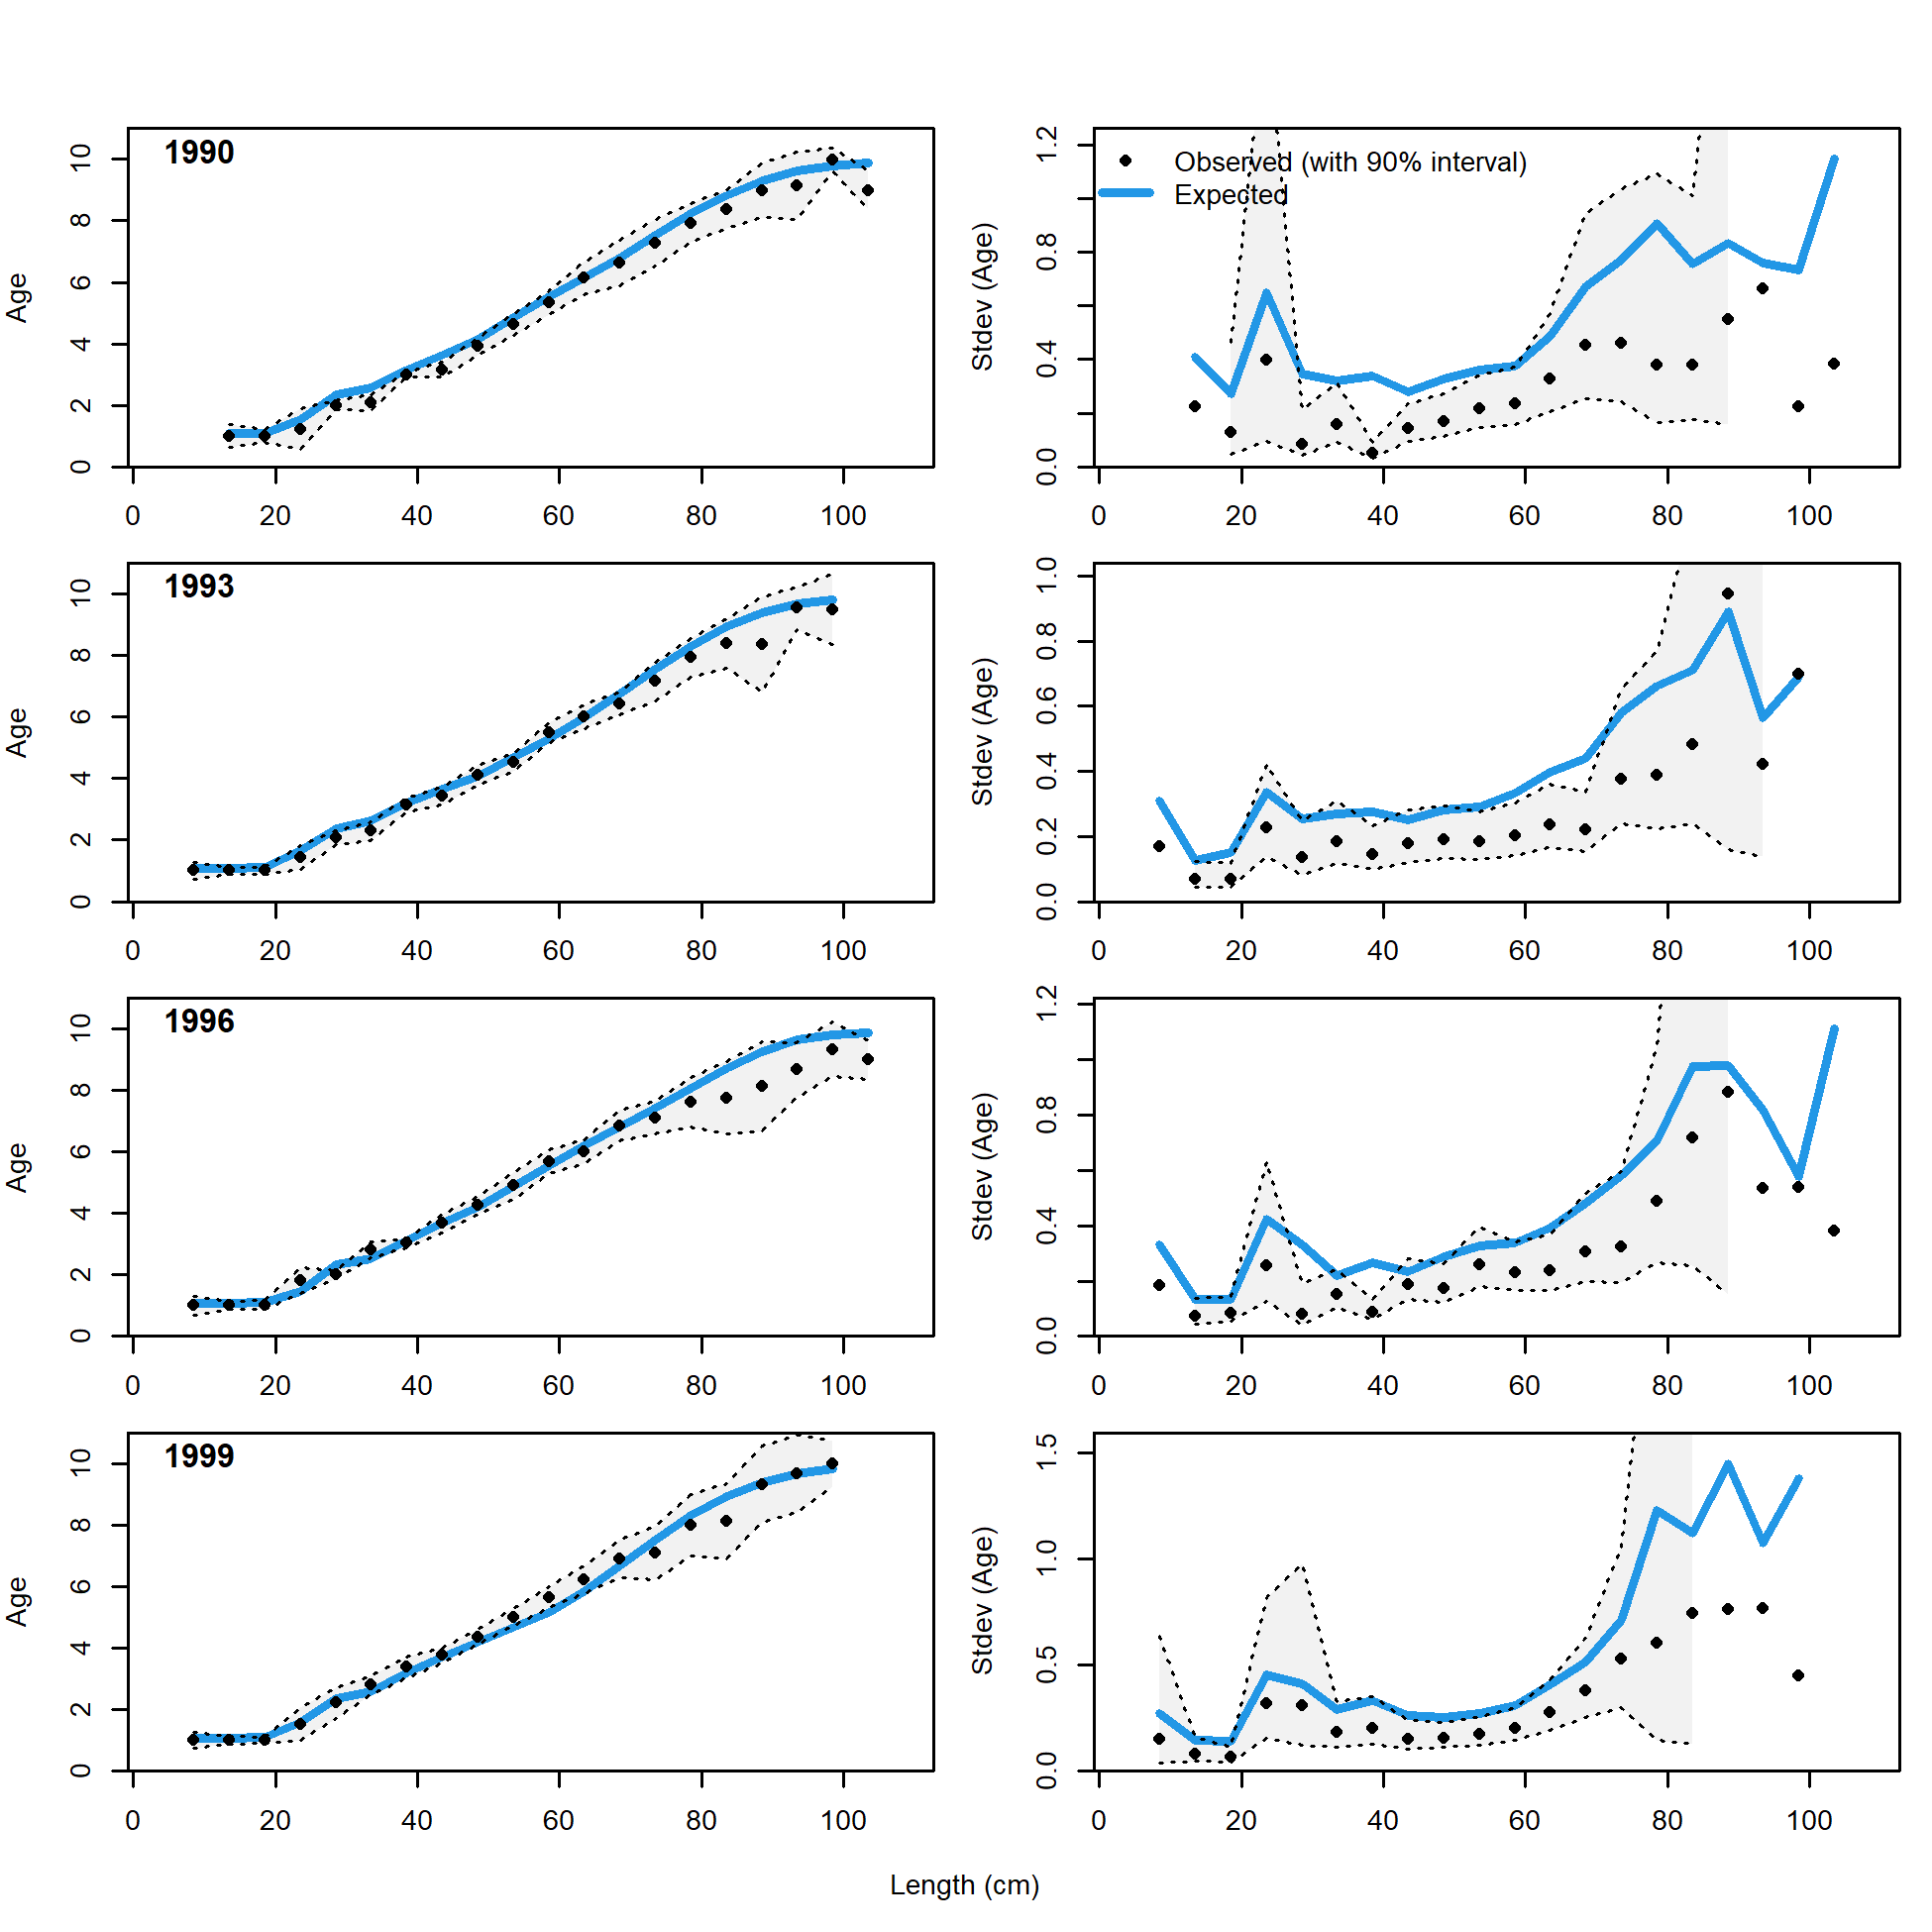 1990
Age
0 2 4 6 8 10
0 20 40 60 80 100
Observed (with 90% interval)
Expected
Stdev (Age)
0.0 0.4 0.8 1.2
0 20 40 60 80 100
1993
Age
0 2 4 6 8 10
0 20 40 60 80 100
Stdev (Age)
0.0 0.2 0.4 0.6 0.8 1.0
0 20 40 60 80 100
1996
Age
0 2 4 6 8 10
0 20 40 60 80 100
Stdev (Age)
0.0 0.4 0.8 1.2
0 20 40 60 80 100
1999
Age
0 2 4 6 8 10
0 20 40 60 80 100
Stdev (Age)
0.0 0.5 1.0 1.5
0 20 40 60 80 100
Length (cm)